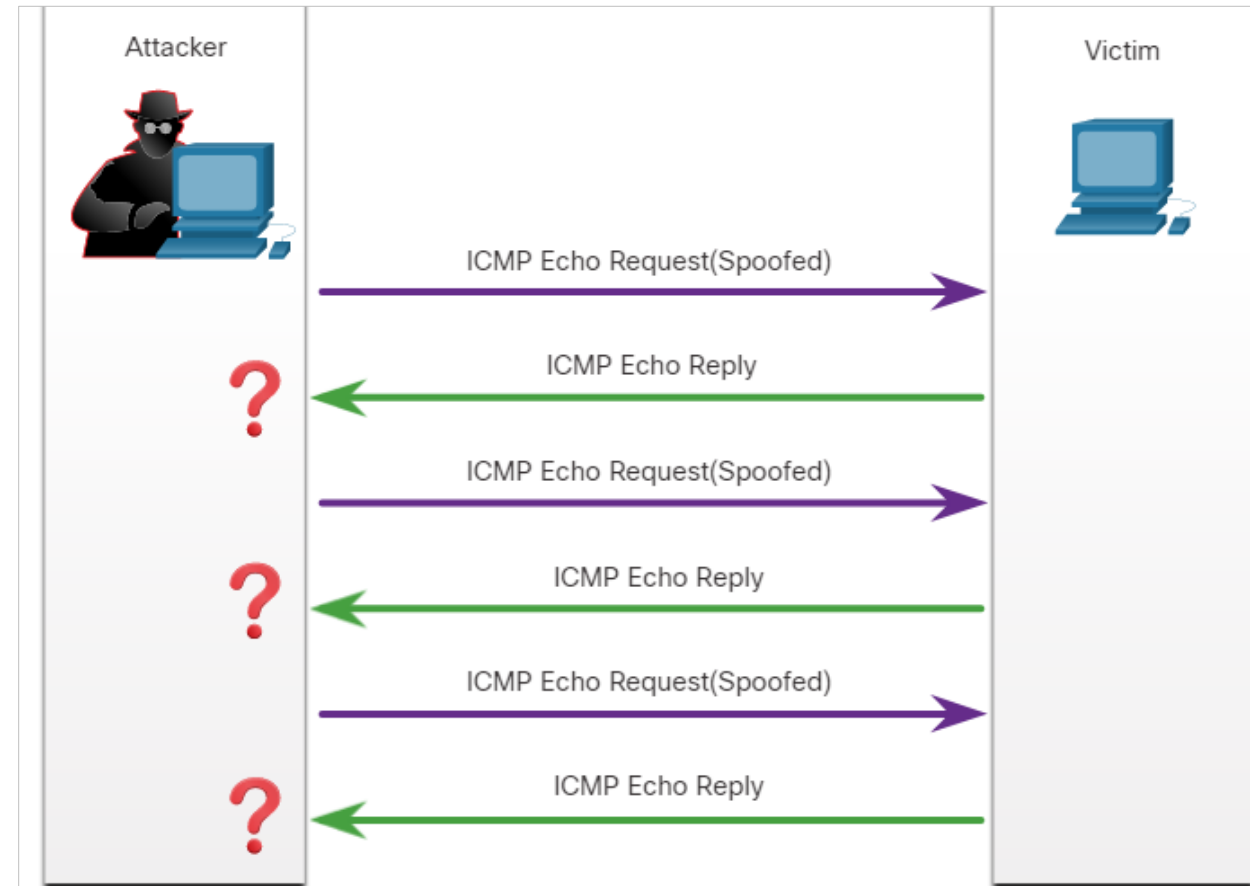 Attacker
Victim
ICMP Echo Request(Spoofed)
ICMP Echo Reply
ICMP Echo Request(Spoofed)
ICMP Echo Reply
ICMP Echo Request(Spoofed)
ICMP Echo Reply